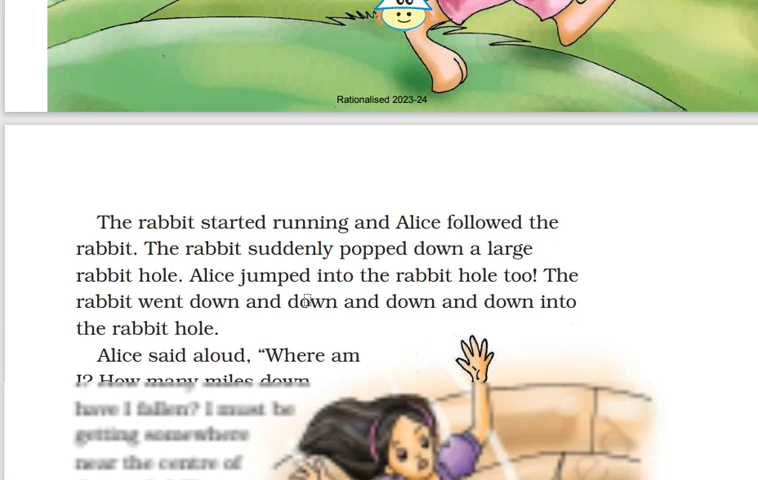 Rationalised 2023-24
The rabbit started running and Alice followed the
rabbit. The rabbit suddenly popped down a large
rabbit hole. Alice jumped into the rabbit hole too! The
rabbit went down and down and down and down into
the rabbit hole.
Alice said aloud, “Where am
I? How many miles down
have I fallen? I must be
getting somewhere
near the centre of